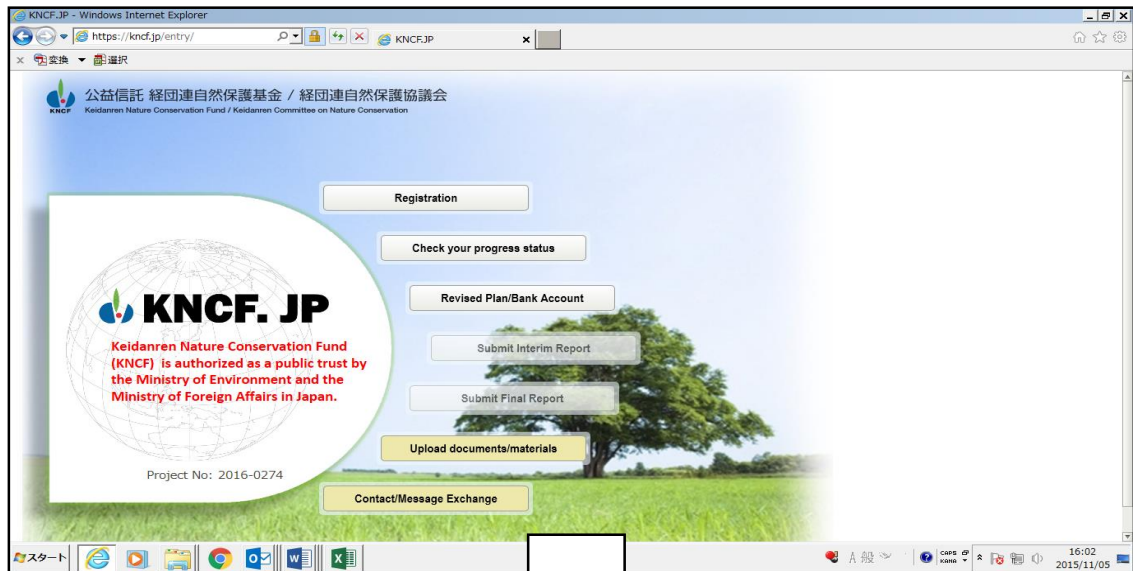 KNCF.JP - Windows Internet Explorer
https://kncf.jp/entry/
KNCF.JP
変換
選択
公益信託 経団連自然保護基金 / 経団連自然保護協議会
KNCF
Keidanren Nature Conservation Fund / Keidanren Committee on Nature Conservation
Registration
Check your progress status
Revised Plan/Bank Account
Submit Interim Report
Submit Final Report
Upload documents/materials
Contact/Message Exchange
KNCF. JP
Keidanren Nature Conservation Fund
(KNCF) is authorized as a public trust by
the Ministry of Environment and the
Ministry of Foreign Affairs in Japan.
Project No: 2016-0274
スタート
A 般
CAPS
KANA
16:02
2015/11/05